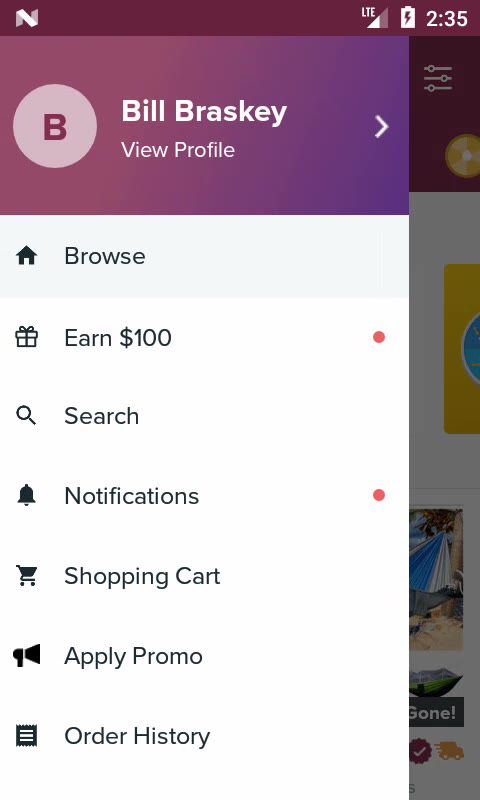 LTE 2:35
B
Bill Braskey
View Profile
Browse
Earn $100
Search
Notifications
Shopping Cart
Apply Promo
Gone!
Order History
s